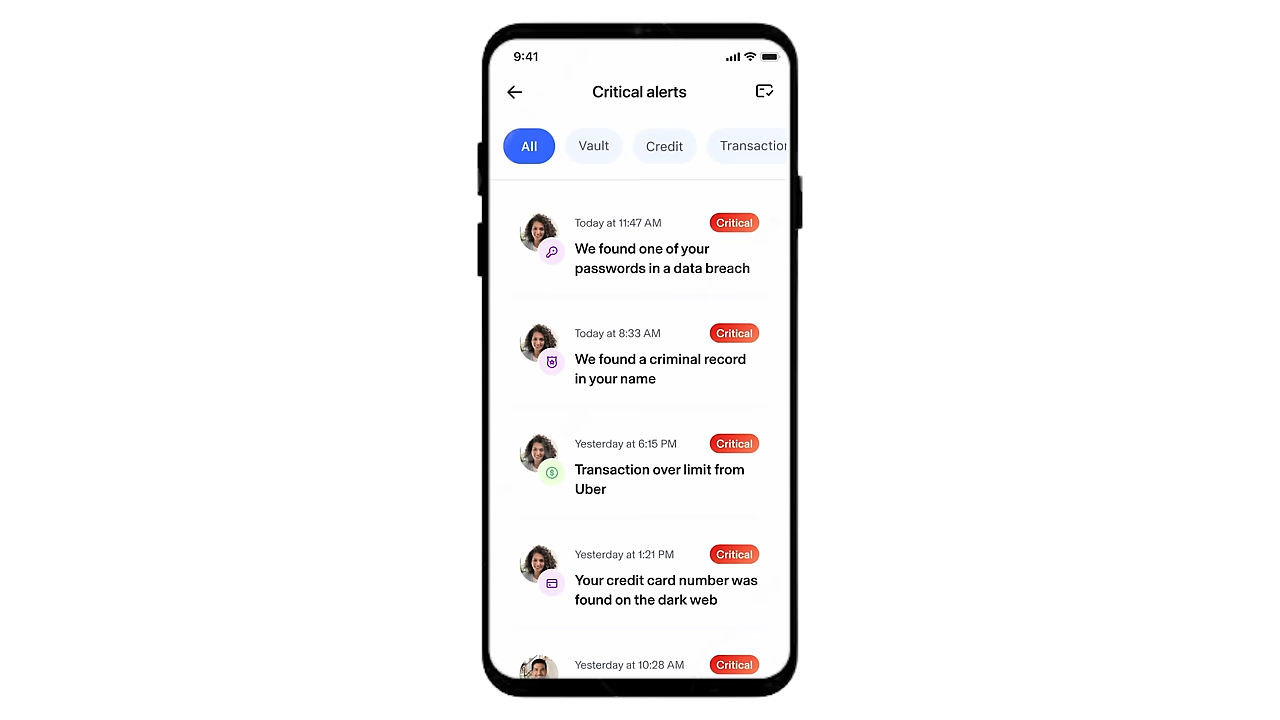 9:41
Critical alerts
All Vault Credit Transaction
Today at 11:47 AM Critical
We found one of your
passwords in a data breach
Today at 8:33 AM Critical
We found a criminal record
in your name
Yesterday at 6:15 PM Critical
Transaction over limit from
Uber
Yesterday at 1:21 PM Critical
Your credit card number was
found on the dark web
Yesterday at 10:28 AM Critical